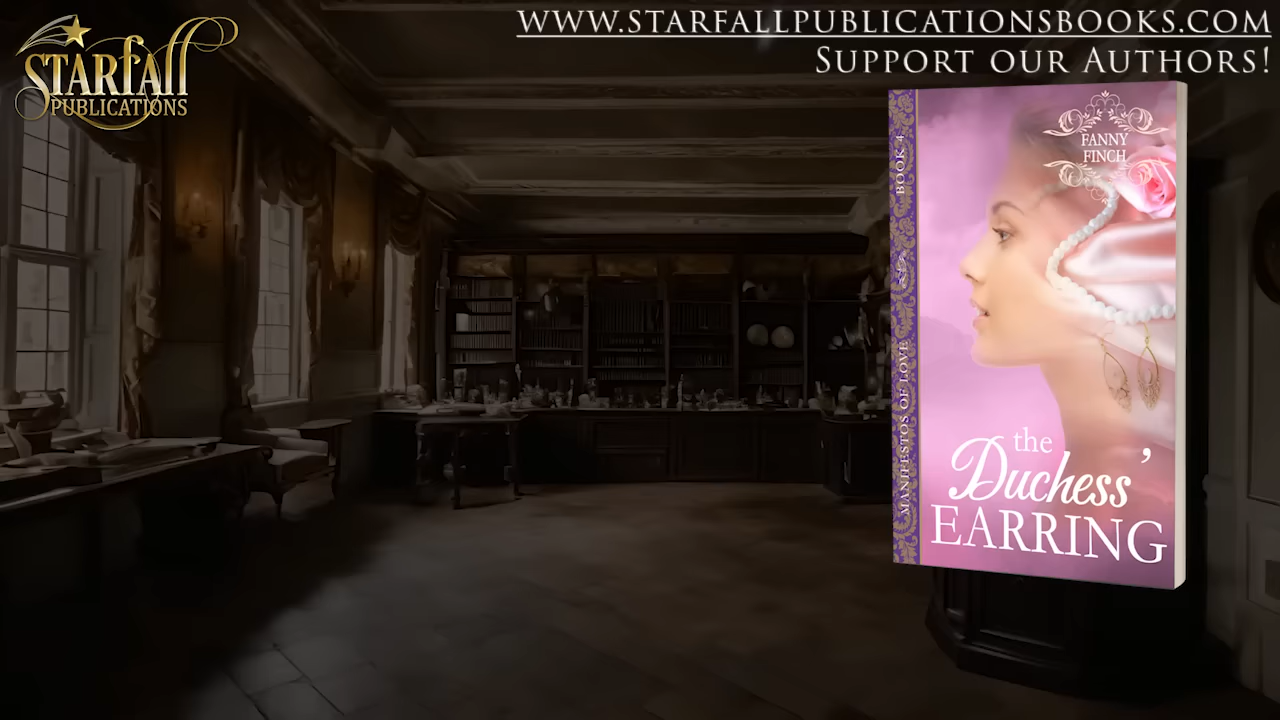 STARfall
PUBLICATIONS
WWW.STARFALLPUBLICATIONSBOOKS.COM
SUPPORT OUR AUTHORS!
MANIFESTOS OF LOVE
BOOK 4
FANNY
FINCH
the
Duchess'
EARRING